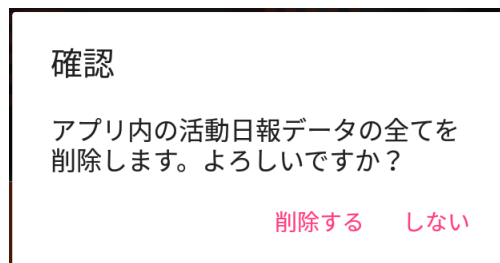 確認
アプリ内の活動日報データの全てを
削除します。よろしいですか？
削除する しない